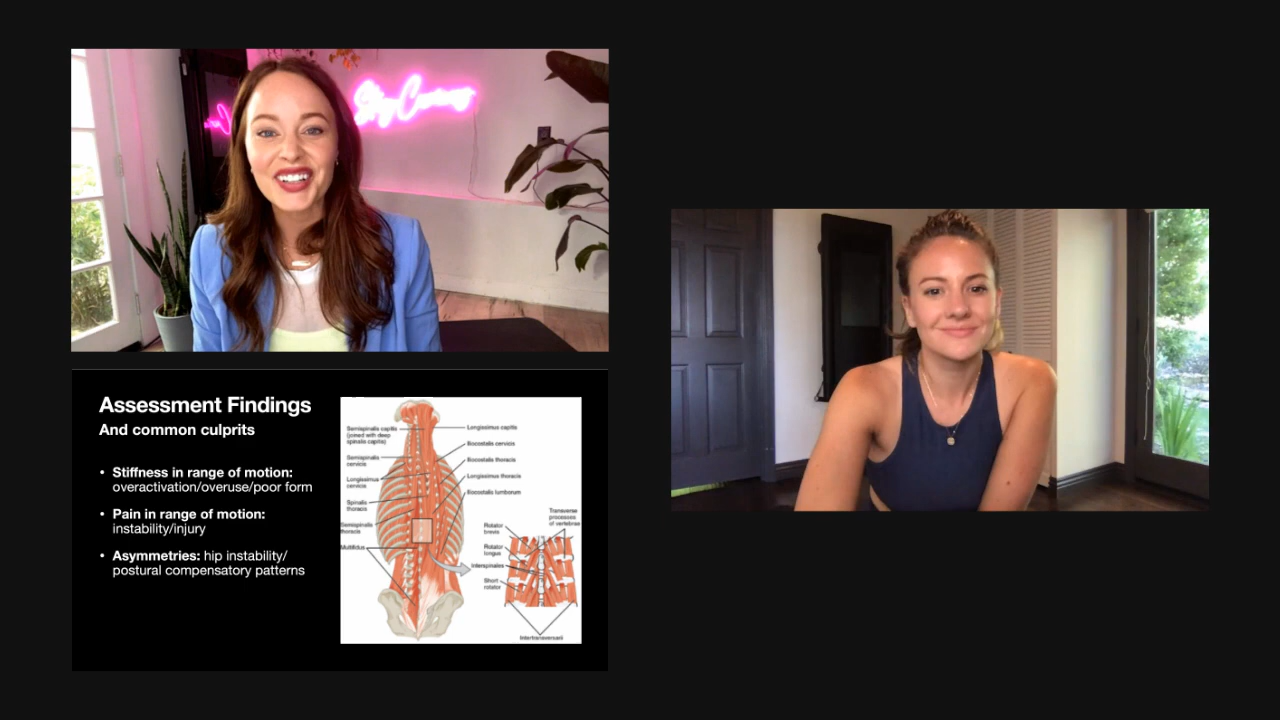 Stay Curious
Assessment Findings
And common culprits
• Stiffness in range of motion:
overactivation/overuse/poor form
• Pain in range of motion:
instability/injury
• Asymmetries: hip instability/
postural compensatory patterns
Semispinalis capitis
(joined with deep
spinalis capitis)
Semispinalis
cervicis
Longissimus
cervicis
Spinalis
thoracis
Semispinalis
thoracis
Multifidus
Longissimus capitis
Iliocostalis cervicis
Iliocostalis thoracis
Longissimus thoracis
Iliocostalis lumborum
Transverse
processes
of vertebrae
Rotator
brevis
Rotator
longus
Interspinales
Short
rotator
Intertransversarii